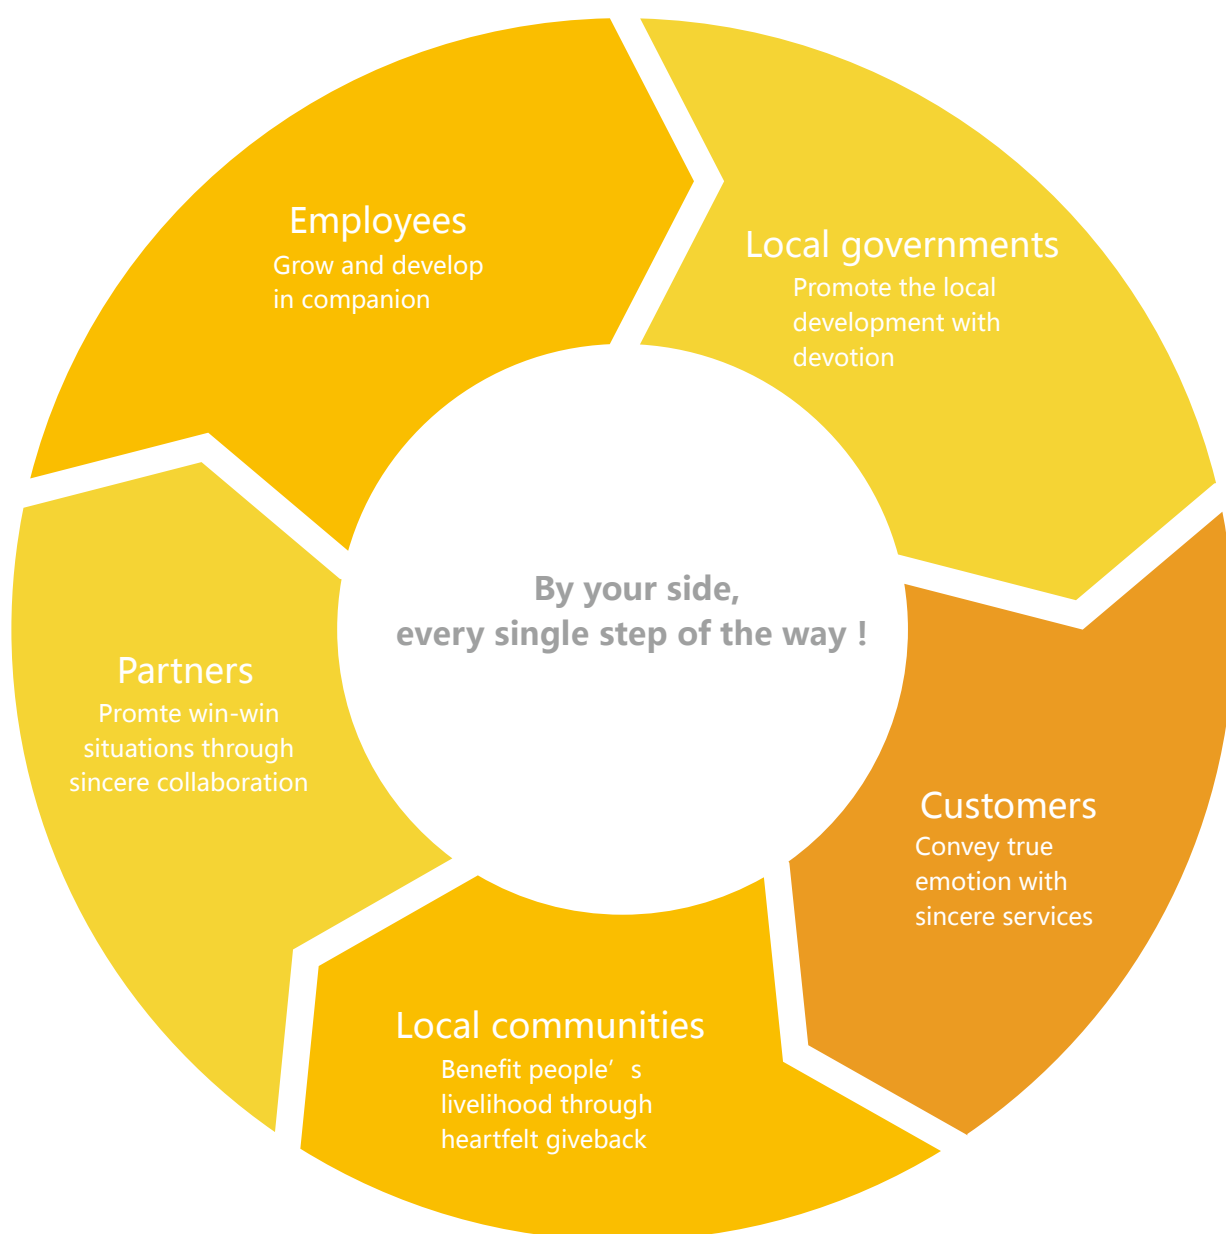 Employees
Grow and develop
in companion
Local governments
Promote the local
development with
devotion
By your side,
every single step of the way !
Partners
Promte win-win
situations through
sincere collaboration
Customers
Convey true
emotion with
sincere services
Local communities
Benefit people’ s
livelihood through
heartfelt giveback